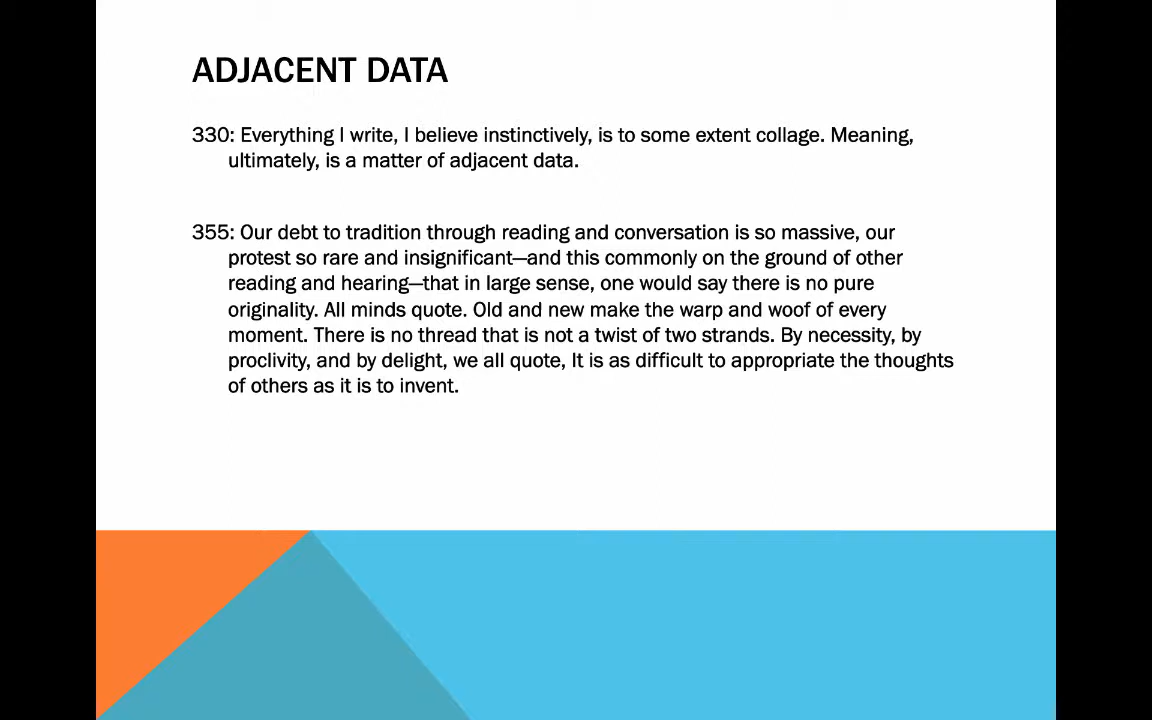 ADJACENT DATA
330: Everything I write, I believe instinctively, is to some extent collage. Meaning,
ultimately, is a matter of adjacent data.
355: Our debt to tradition through reading and conversation is so massive, our
protest so rare and insignificant—and this commonly on the ground of other
reading and hearing—that in large sense, one would say there is no pure
originality. All minds quote. Old and new make the warp and woof of every
moment. There is no thread that is not a twist of two strands. By necessity, by
proclivity, and by delight, we all quote, It is as difficult to appropriate the thoughts
of others as it is to invent.